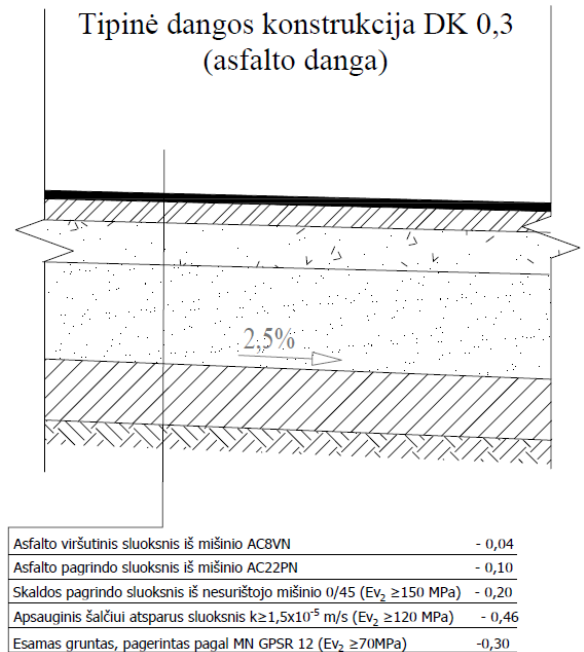 Tipinė dangos konstrukcija DK 0,3
(asfalto danga)
2,5%
Asfalto viršutinis sluoksnis iš mišinio AC8VN - 0,04
Asfalto pagrindo sluoksnis iš mišinio AC22PN - 0,10
Skaldos pagrindo sluoksnis iš nesurištojo mišinio 0/45 (Ev₂ ≥150 MPa) - 0,20
Apsauginis šalčiui atsparus sluoksnis k≥1,5x10⁻⁵ m/s (Ev₂ ≥120 MPa) - 0,46
Esamas gruntas, pagerintas pagal MN GPSR 12 (Ev₂ ≥70MPa) -0,30